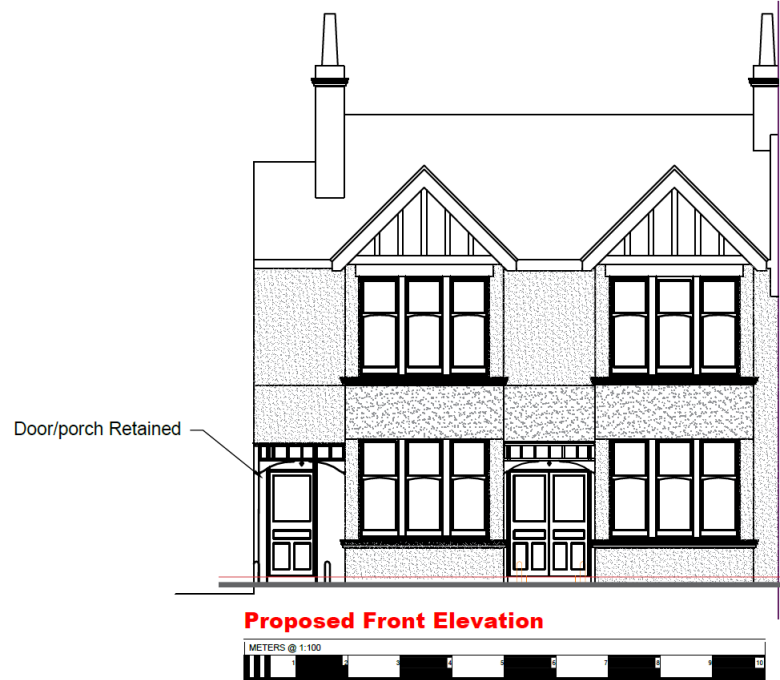 Door/porch Retained
Proposed Front Elevation
METERS @ 1:100
1 2 3 4 5 6 7 8 9 10